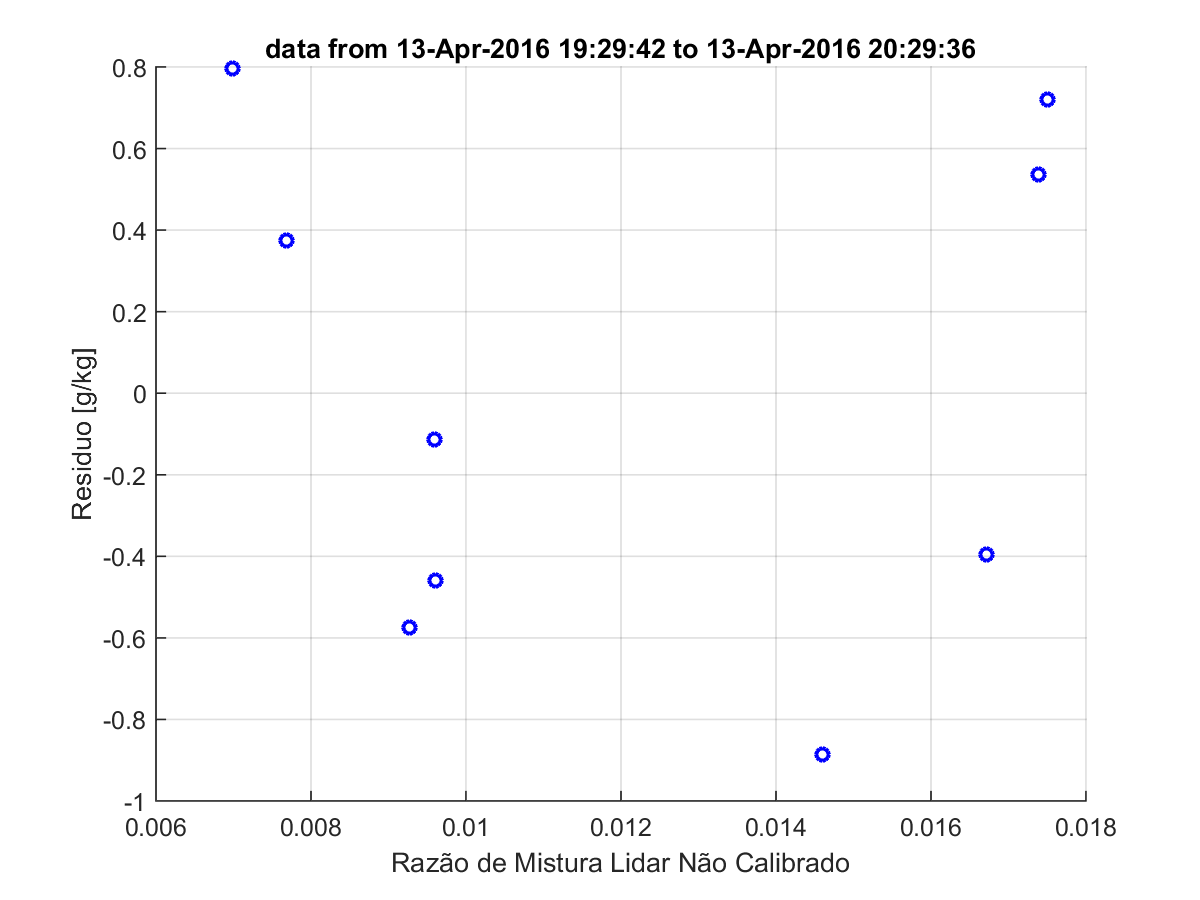 data from 13-Apr-2016 19:29:42 to 13-Apr-2016 20:29:36
0.8
0.6
0.4
0.2
0
-0.2
-0.4
-0.6
-0.8
-1
Residuo [g/kg]
0.006 0.008 0.01 0.012 0.014 0.016 0.018
Razão de Mistura Lidar Não Calibrado